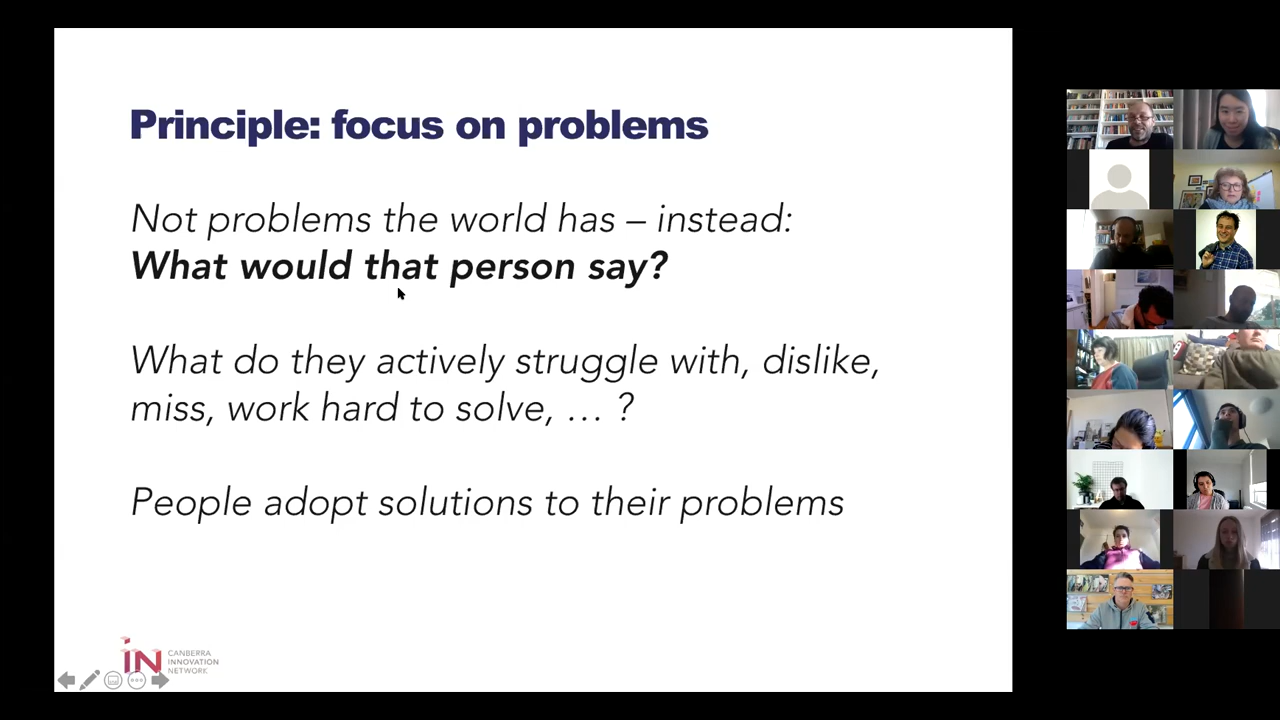 Principle: focus on problems
Not problems the world has – instead:
What would that person say?
What do they actively struggle with, dislike,
miss, work hard to solve, … ?
People adopt solutions to their problems
IN
CANBERRA
INNOVATION
NETWORK